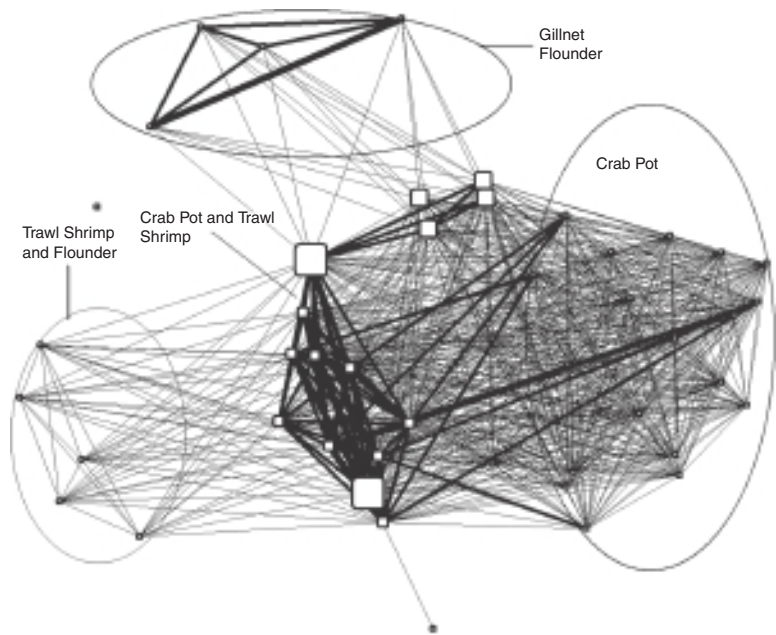 Gillnet
Flounder
Crab Pot
Crab Pot and Trawl
Shrimp
Trawl Shrimp
and Flounder